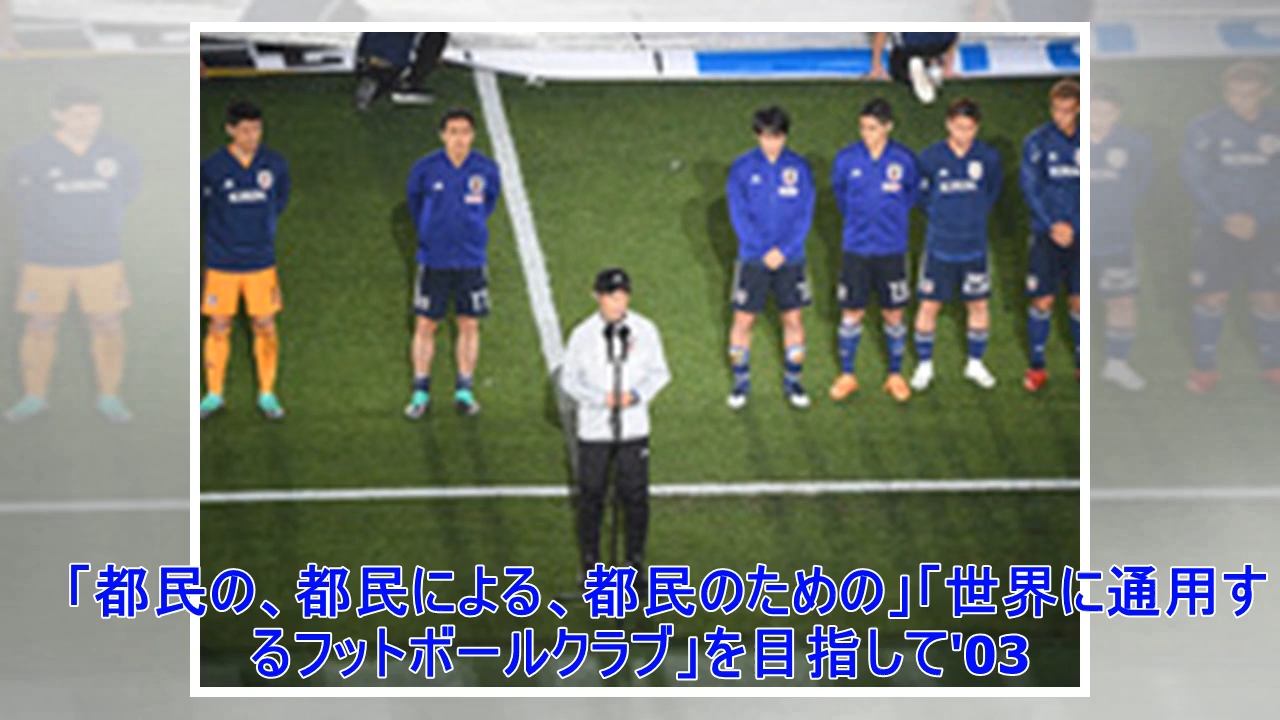 「都民の、都民による、都民のための」「世界に通用す
るフットボールクラブ」を目指して'03